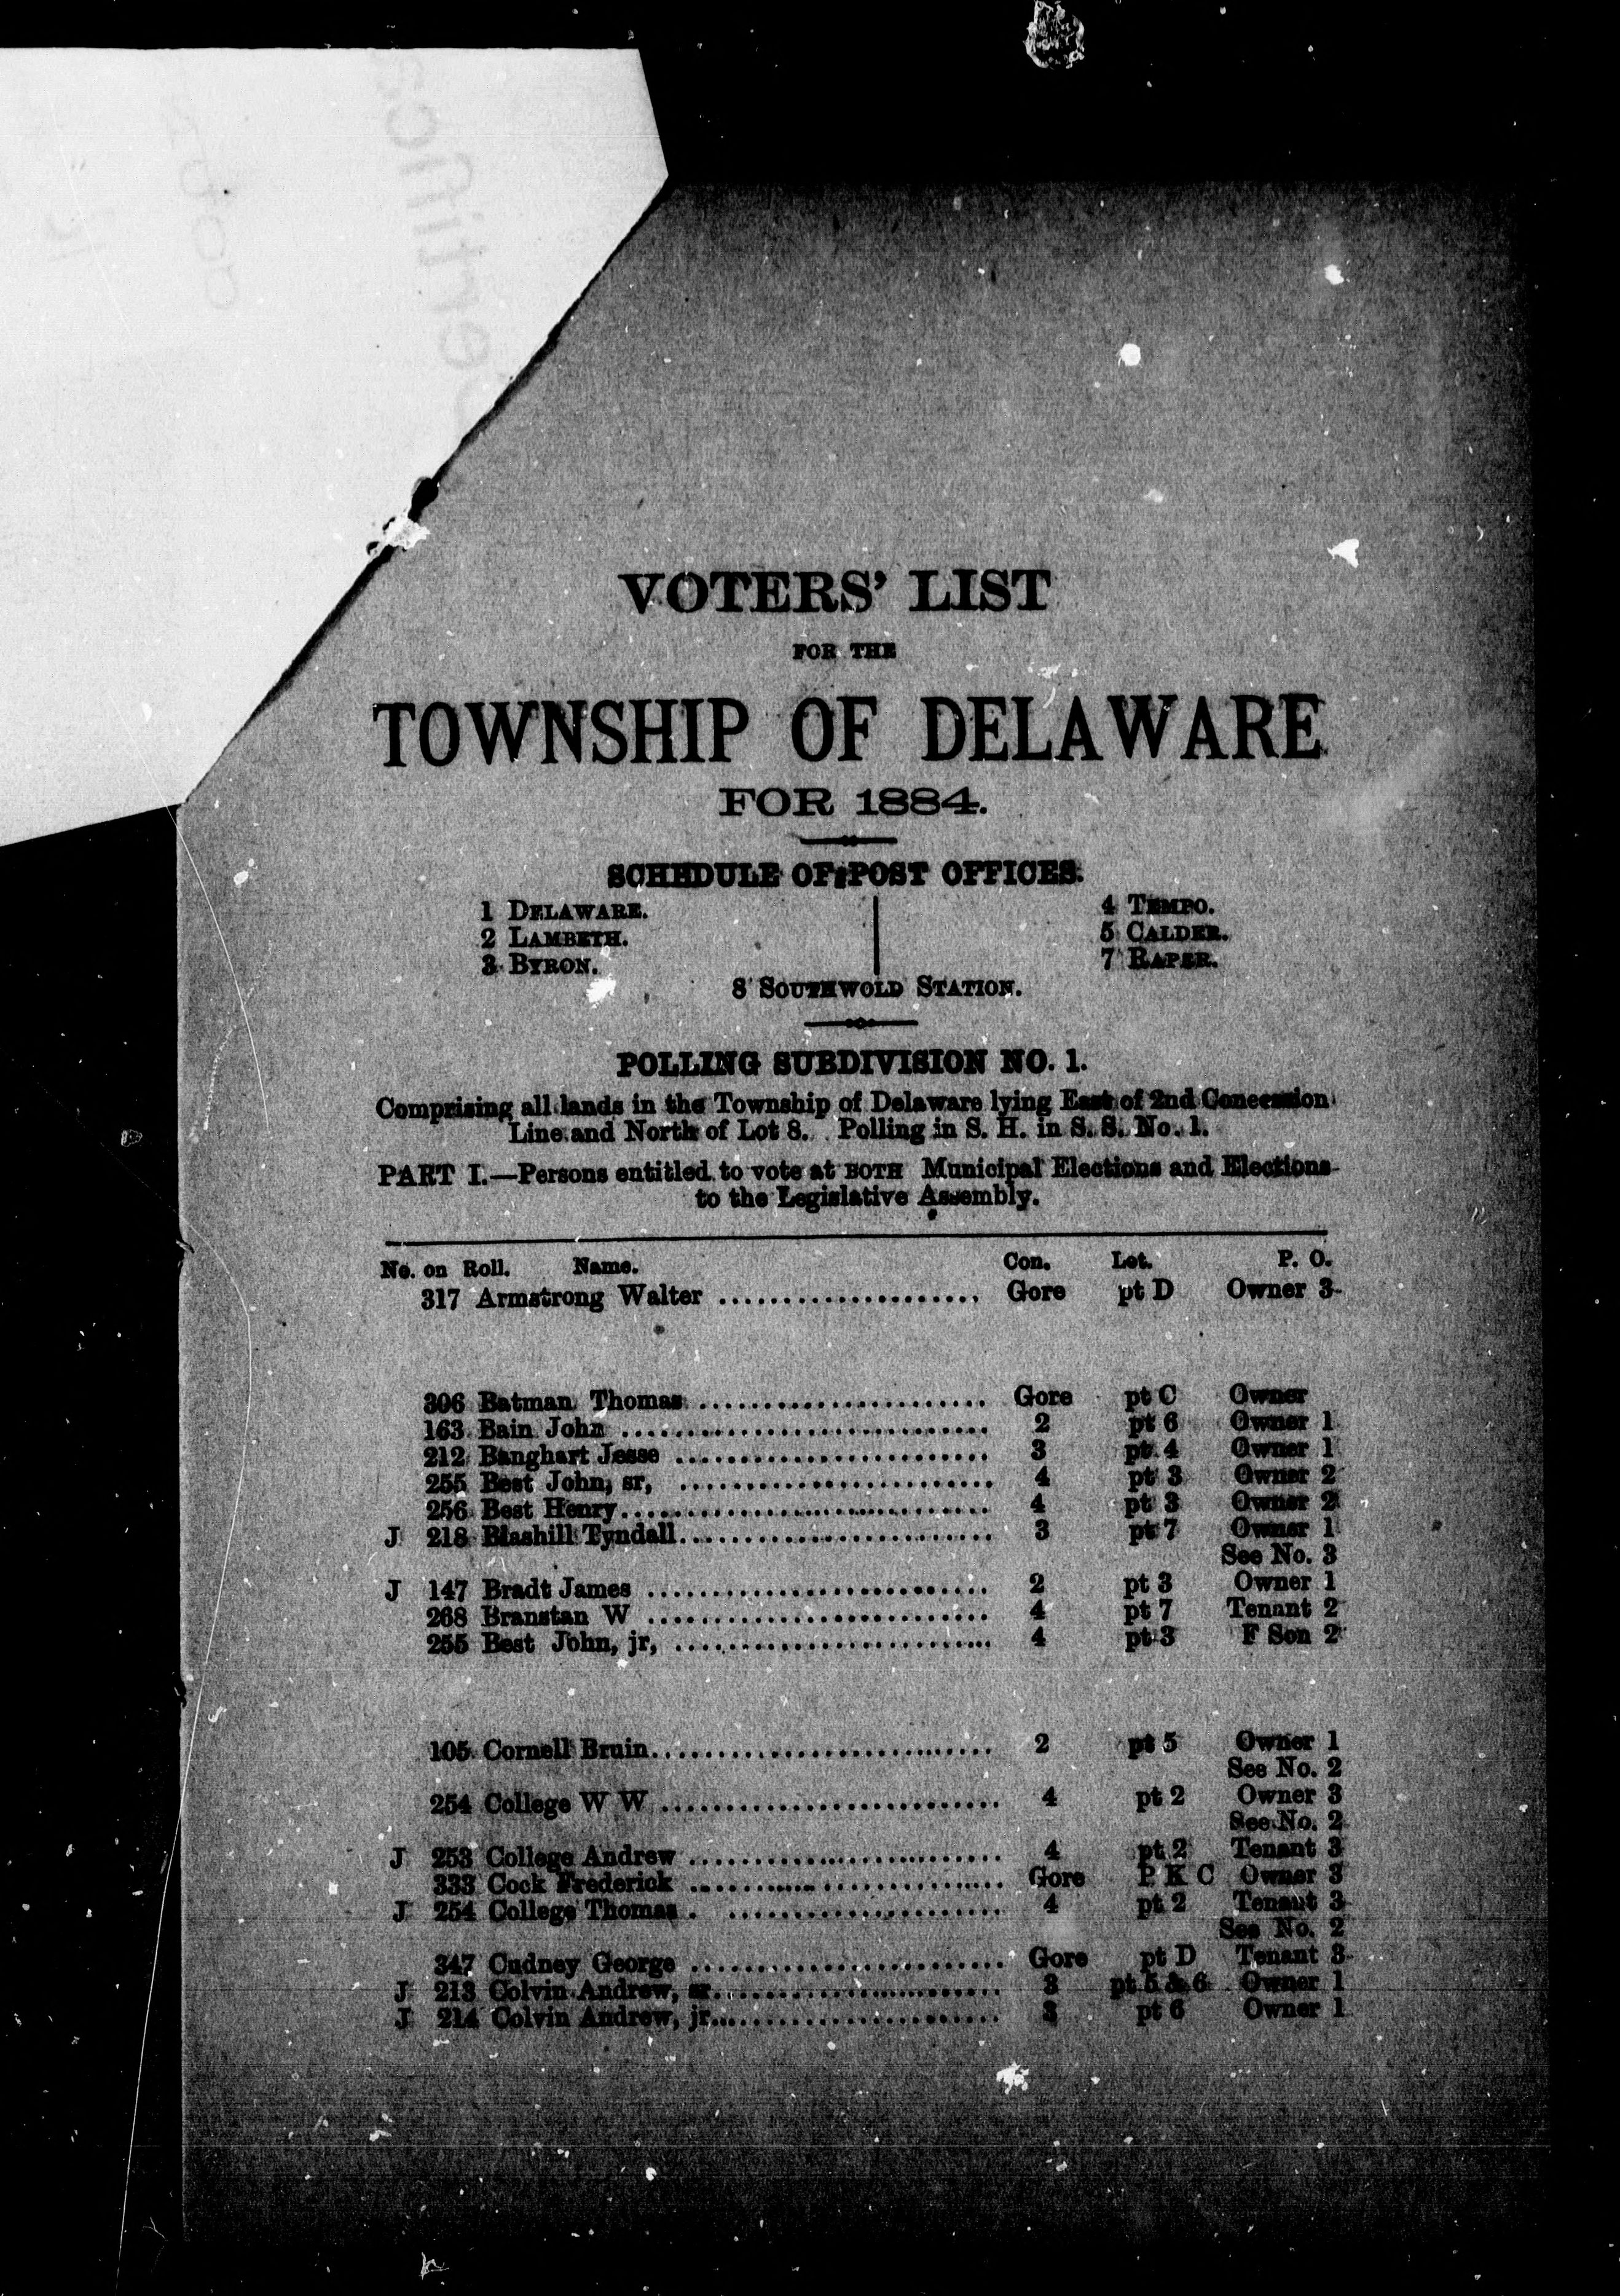 VOTERS' LIST
FOR THE
TOWNSHIP OF DELAWARE
FOR 1884.
SCHEDULE OF POST OFFICES.
1 DELAWARE.
2 LAMBETH.
3 BYRON.
4 TEMPO.
5 CALDER.
7 RAPER.
8 SOUTHWOLD STATION.
POLLING SUBDIVISION NO. 1.
Comprising all lands in the Township of Delaware lying East of 2nd Concession
Line and North of Lot 8. Polling in S. H. in S. S. No. 1.
PART I.—Persons entitled to vote at BOTH Municipal Elections and Elections
to the Legislative Assembly.
No. on Roll. Name. Con. Lot. P. O.
317 Armstrong Walter .................... Gore pt D Owner 3
306 Batman Thomas ...................... Gore pt C Owner
163 Bain John ............................ 2 pt 6 Owner 1
212 Banghart Jesse ........................ 3 pt 4 Owner 1
255 Best John, sr, ........................ 4 pt 3 Owner 2
256 Best Henry............................ 4 pt 3 Owner 2
J 218 Blashill Tyndall........................ 3 pt 7 Owner 1
See No. 3
J 147 Bradt James .......................... 2 pt 3 Owner 1
268 Branstan W .......................... 4 pt 7 Tenant 2
255 Best John, jr, ......................... 4 pt 3 F Son 2
105 Cornell Bruin.......................... 2 pt 5 Owner 1
See No. 2
254 College W W .......................... 4 pt 2 Owner 3
See No. 2
J 253 College Andrew ........................ 4 pt 2 Tenant 3
333 Cock Frederick ........................ Gore P K C Owner 3
J 254 College Thomas . ..................... 4 pt 2 Tenant 3
See No. 2
347 Cudney George ........................ Gore pt D Tenant 3
J 213 Colvin Andrew, sr...................... 3 pt 5 & 6 Owner 1
J 214 Colvin Andrew, jr...................... 3 pt 6 Owner 1